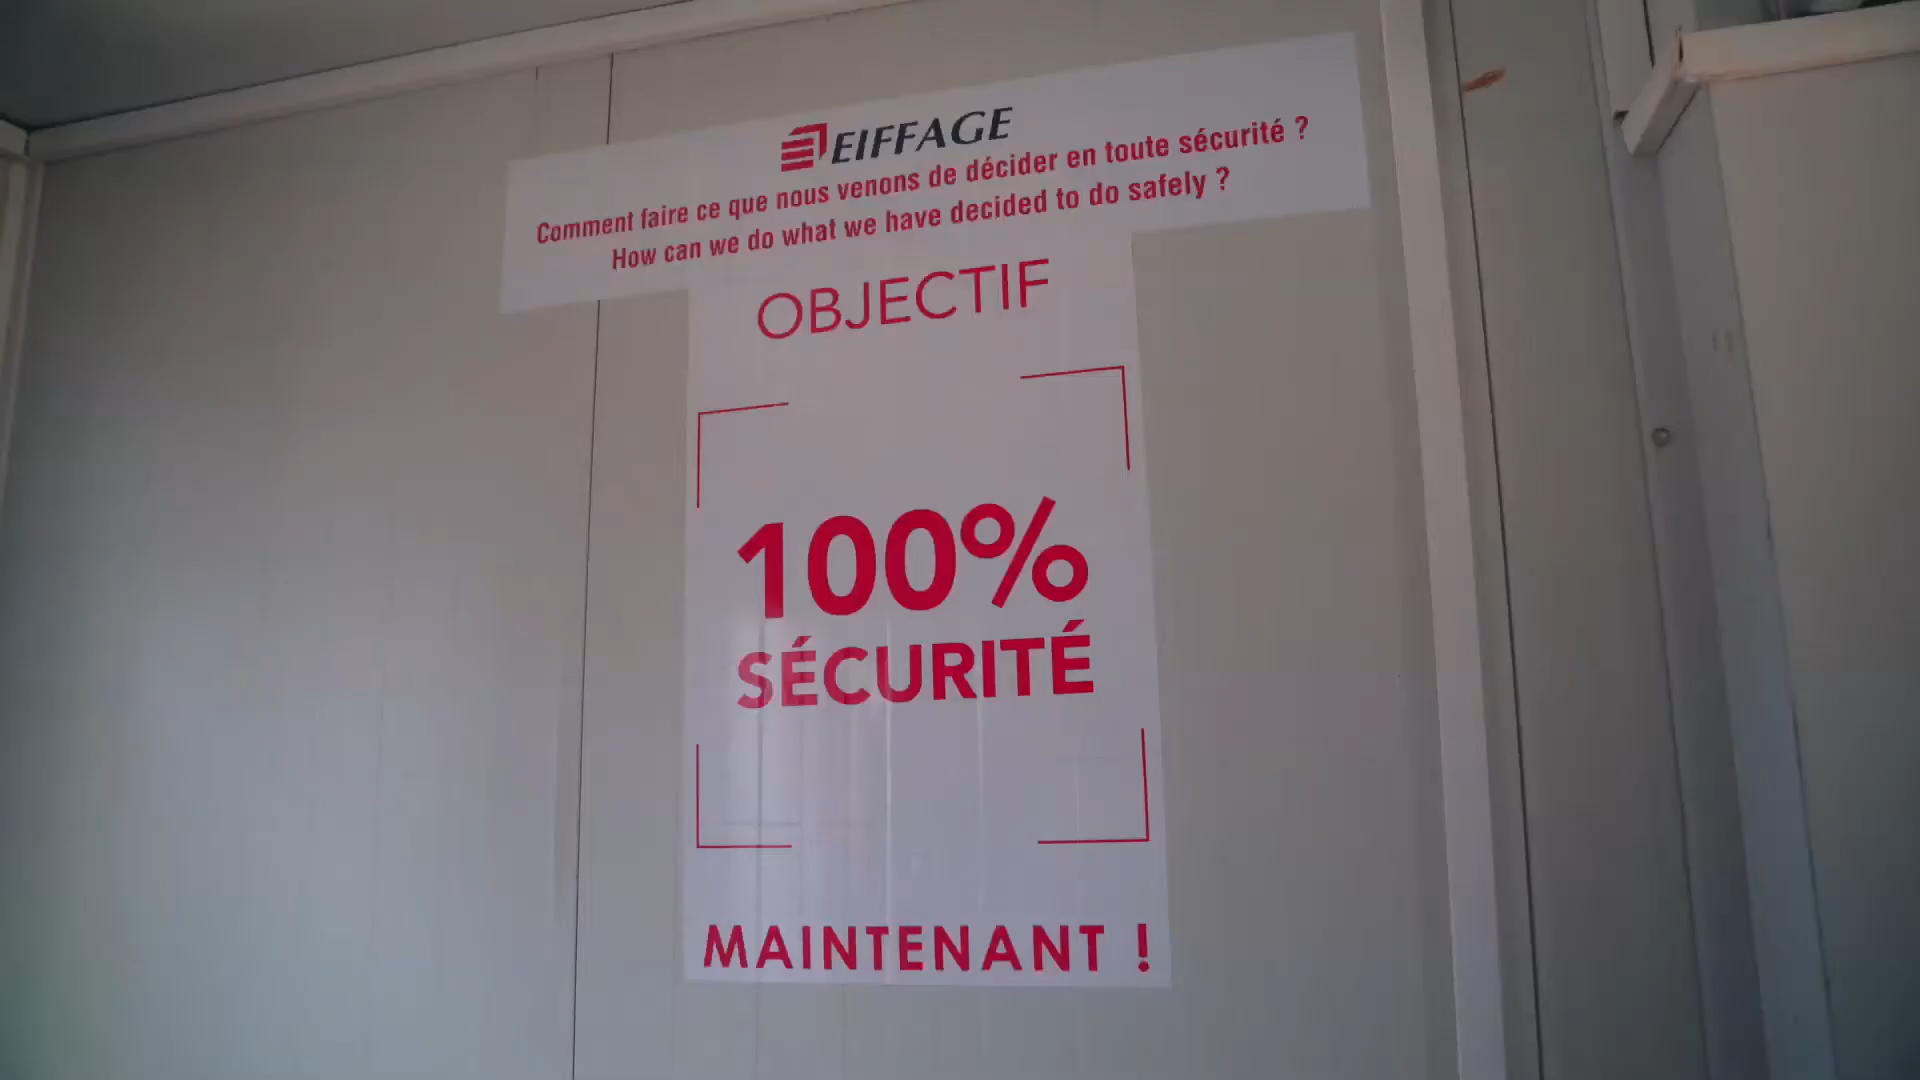 EIFFAGE
Comment faire ce que nous venons de décider en toute sécurité ?
How can we do what we have decided to do safely ?
OBJECTIF
100%
SÉCURITÉ
MAINTENANT !